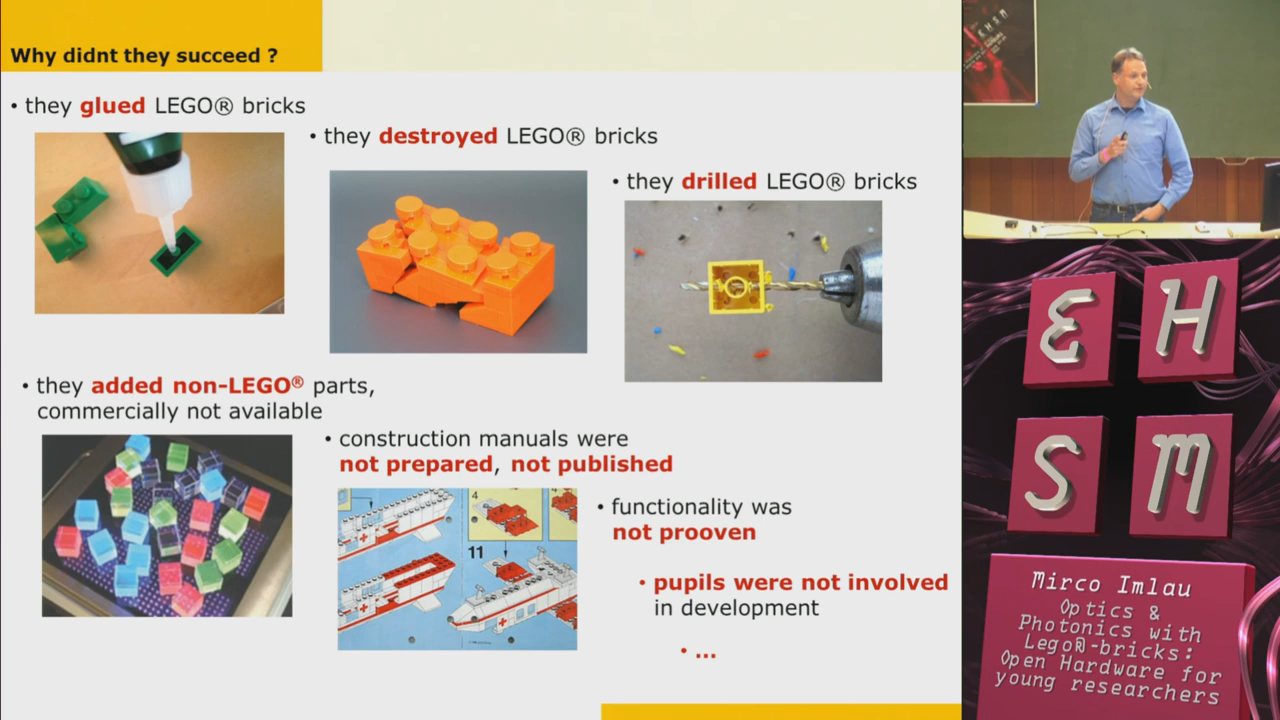 Why didnt they succeed ?
• they glued LEGO® bricks
• they destroyed LEGO® bricks
• they drilled LEGO® bricks
• they added non-LEGO® parts,
commercially not available
• construction manuals were
not prepared, not published
4
11
• functionality was
not prooven
• pupils were not involved
in development
• ...
E H
S M
Mirco Imlau
Optics &
Photonics with
Lego®-bricks:
Open Hardware for
young researchers